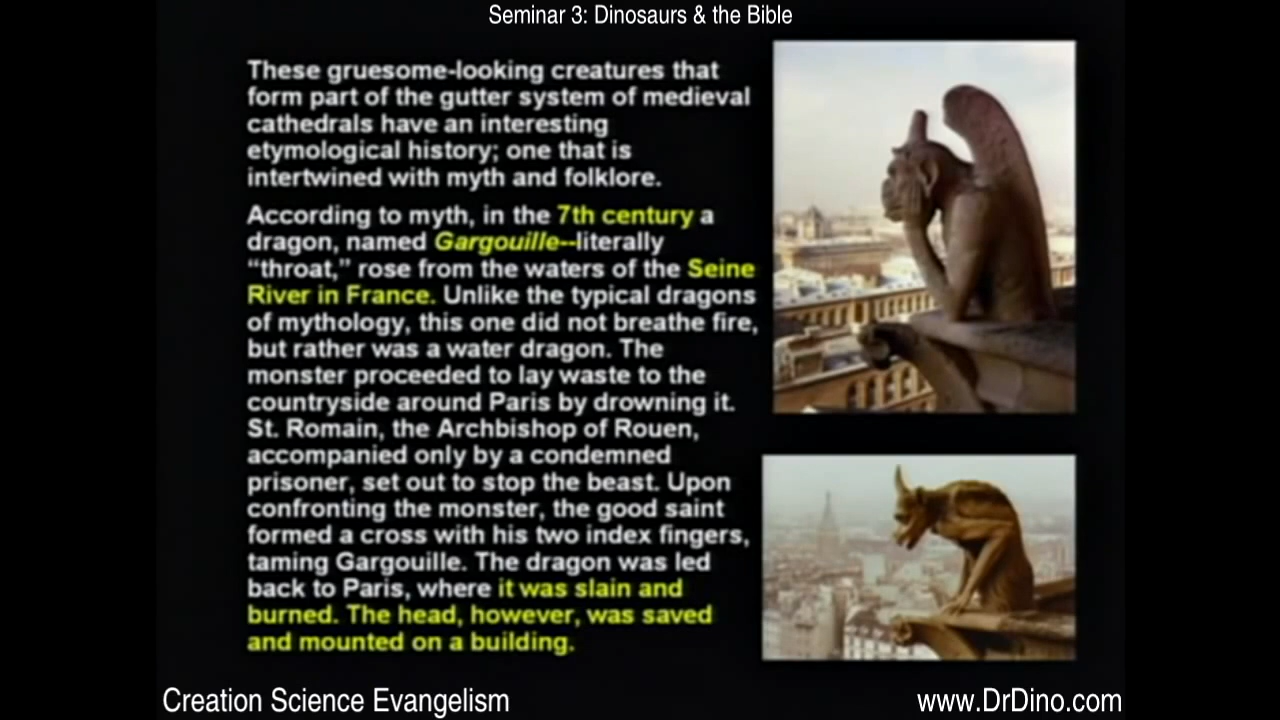 Seminar 3: Dinosaurs & the Bible
These gruesome-looking creatures that
form part of the gutter system of medieval
cathedrals have an interesting
etymological history; one that is
intertwined with myth and folklore.
According to myth, in the 7th century a
dragon, named Gargouille--literally
“throat,” rose from the waters of the Seine
River in France. Unlike the typical dragons
of mythology, this one did not breathe fire,
but rather was a water dragon. The
monster proceeded to lay waste to the
countryside around Paris by drowning it.
St. Romain, the Archbishop of Rouen,
accompanied only by a condemned
prisoner, set out to stop the beast. Upon
confronting the monster, the good saint
formed a cross with his two index fingers,
taming Gargouille. The dragon was led
back to Paris, where it was slain and
burned. The head, however, was saved
and mounted on a building.
Creation Science Evangelism
www.DrDino.com